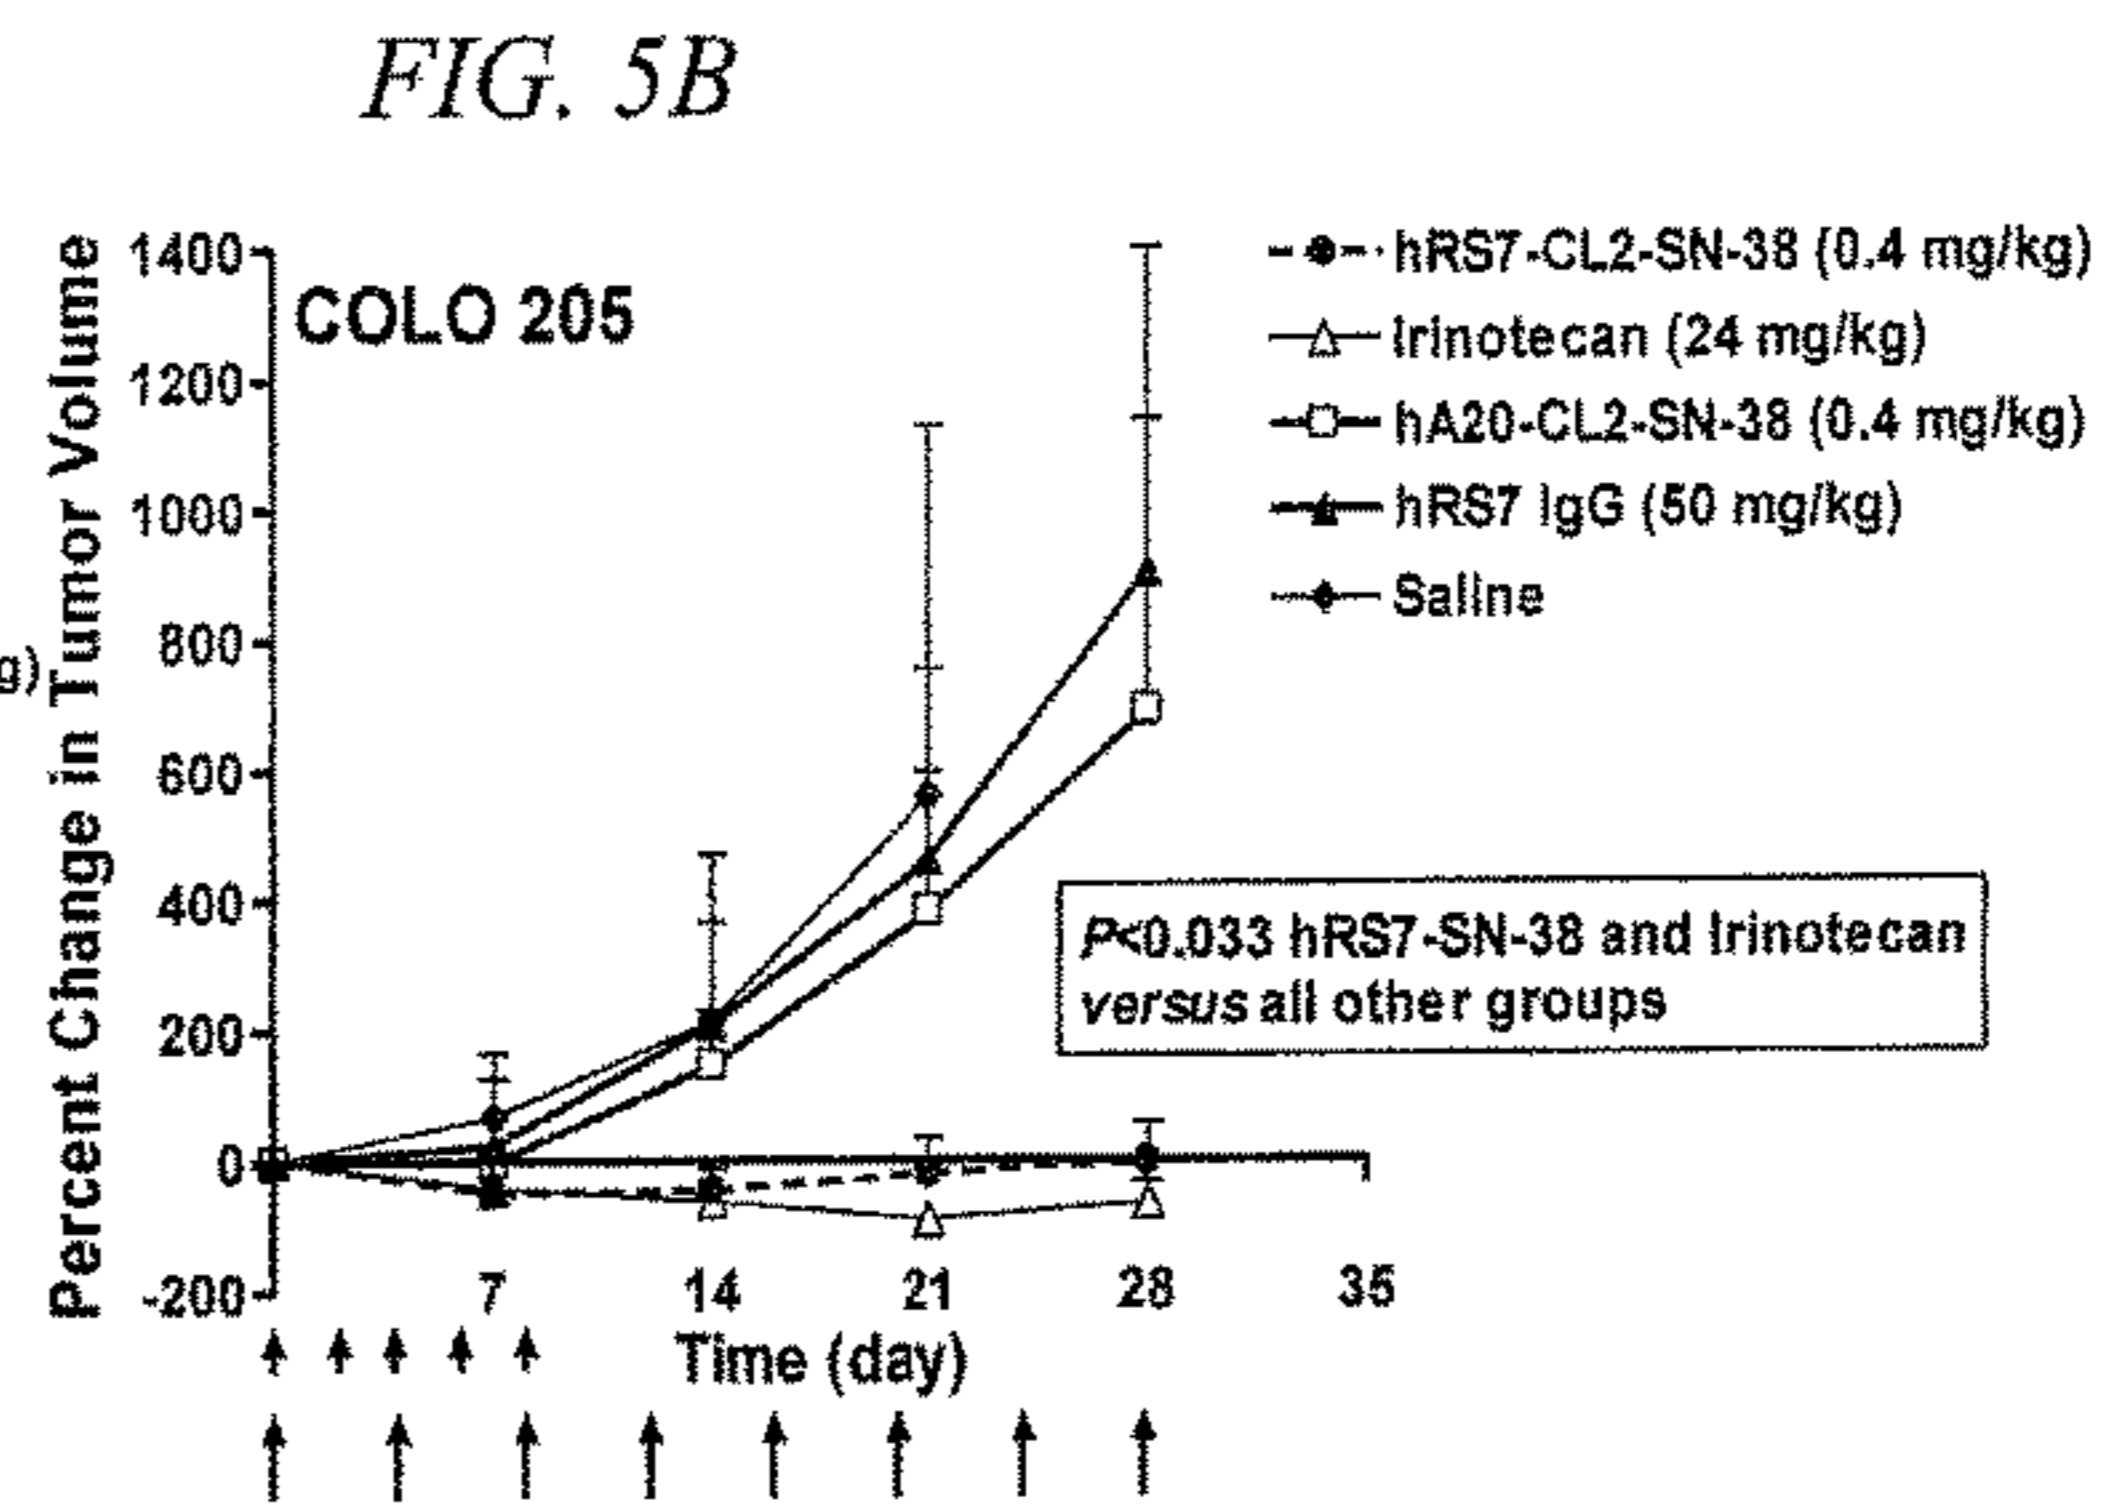 FIG. 5B
Percent Change in Tumor Volume
1400
1200
1000
800
600
400
200
0
-200
COLO 205
hRS7-CL2-SN-38 (0.4 mg/kg)
Irinotecan (24 mg/kg)
hA20-CL2-SN-38 (0.4 mg/kg)
hRS7 IgG (50 mg/kg)
Saline
g)
P<0.033 hRS7-SN-38 and Irinotecan
versus all other groups
7 14 21 28 35
Time (day)